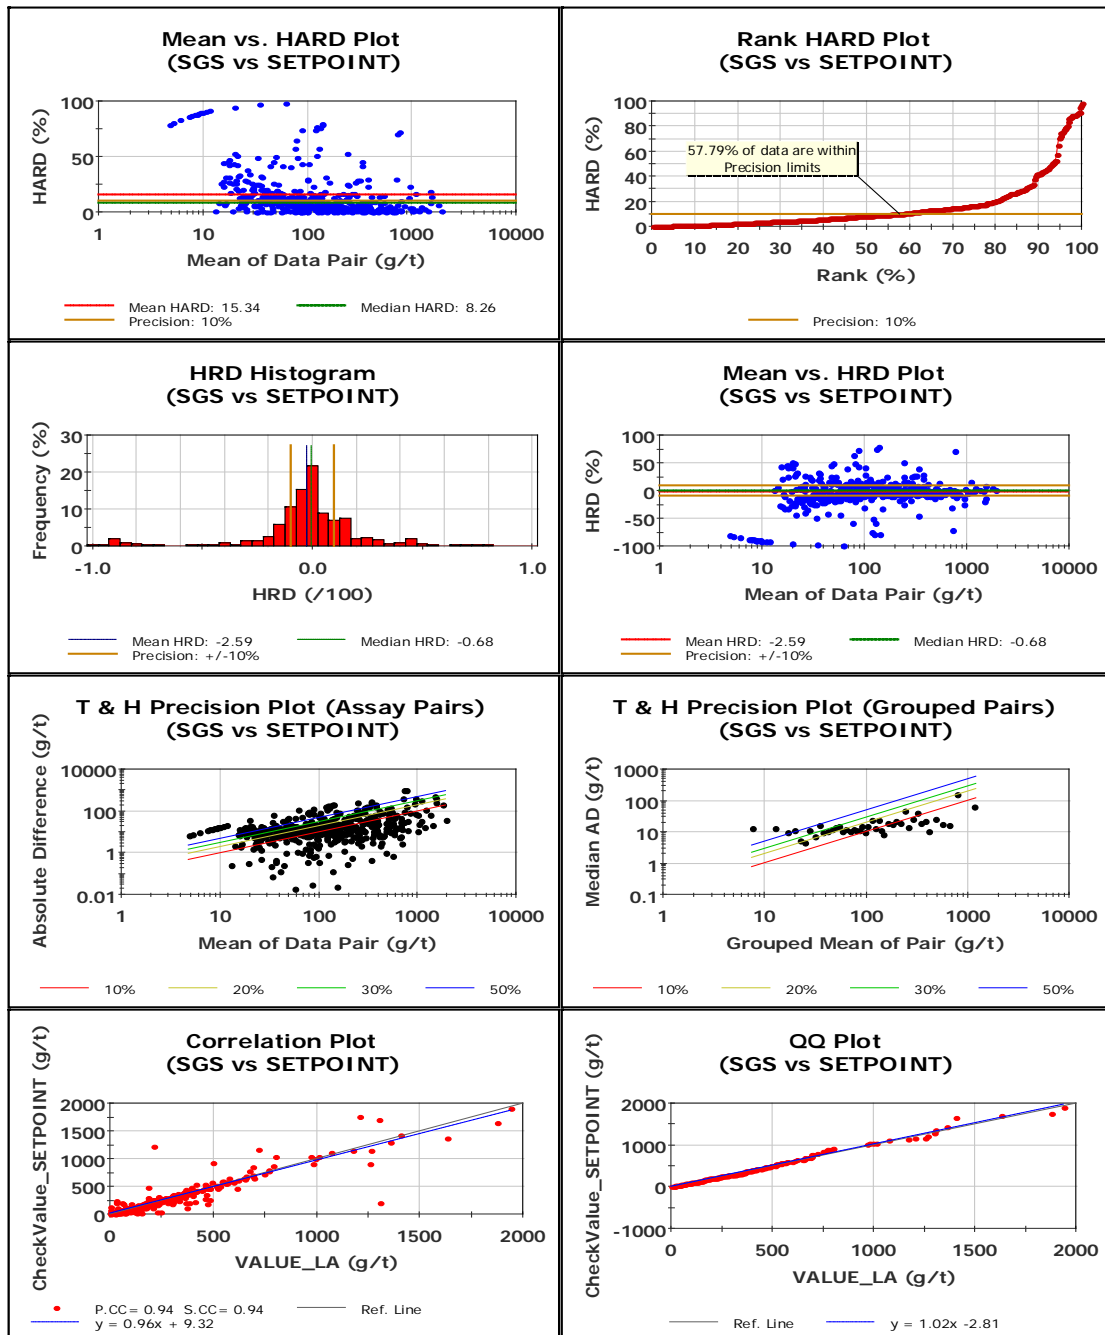 Mean vs. HARD Plot
(SGS vs SETPOINT)
HARD (%)
100
50
0
1
10
100
1000
10000
Mean of Data Pair (g/t)
Mean HARD: 15.34
Median HARD: 8.26
Precision: 10%
Rank HARD Plot
(SGS vs SETPOINT)
HARD (%)
100
80
60
40
20
0
57.79% of data are within
Precision limits
0
10
20
30
40
50
60
70
80
90
100
Rank (%)
Precision: 10%
HRD Histogram
(SGS vs SETPOINT)
Frequency (%)
30
20
10
0
-1.0
0.0
1.0
HRD (/100)
Mean HRD: -2.59
Median HRD: -0.68
Precision: +/-10%
Mean vs. HRD Plot
(SGS vs SETPOINT)
HRD (%)
100
50
0
-50
-100
1
10
100
1000
10000
Mean of Data Pair (g/t)
Mean HRD: -2.59
Median HRD: -0.68
Precision: +/-10%
T & H Precision Plot (Assay Pairs)
(SGS vs SETPOINT)
Absolute Difference (g/t)
10000
100
1
0.01
1
10
100
1000
10000
Mean of Data Pair (g/t)
10%
20%
30%
50%
T & H Precision Plot (Grouped Pairs)
(SGS vs SETPOINT)
Median AD (g/t)
1000
100
10
1
0.1
1
10
100
1000
10000
Grouped Mean of Pair (g/t)
10%
20%
30%
50%
Correlation Plot
(SGS vs SETPOINT)
CheckValue_SETPOINT (g/t)
2000
1500
1000
500
0
0
500
1000
1500
2000
VALUE_LA (g/t)
P.CC= 0.94 S.CC= 0.94
Ref. Line
y = 0.96x + 9.32
QQ Plot
(SGS vs SETPOINT)
CheckValue_SETPOINT (g/t)
2000
1000
0
-1000
0
500
1000
1500
2000
VALUE_LA (g/t)
Ref. Line
y = 1.02x -2.81